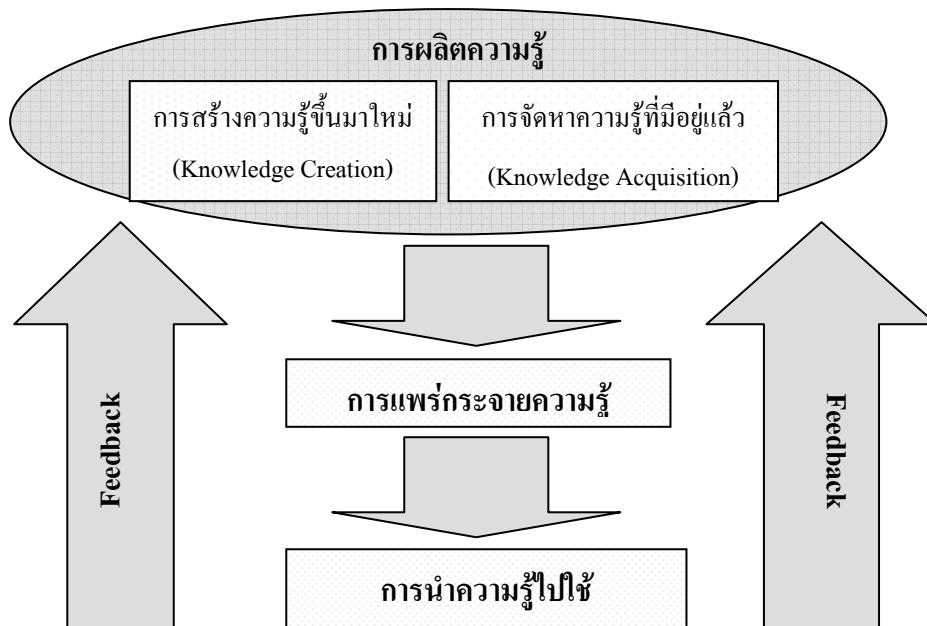 การผลิตความรู้
การสร้างความรู้ขึ้นมาใหม่
(Knowledge Creation)
การจัดหาความรู้ที่มีอยู่แล้ว
(Knowledge Acquisition)
การแพร่กระจายความรู้
Feedback
Feedback
การนำความรู้ไปใช้